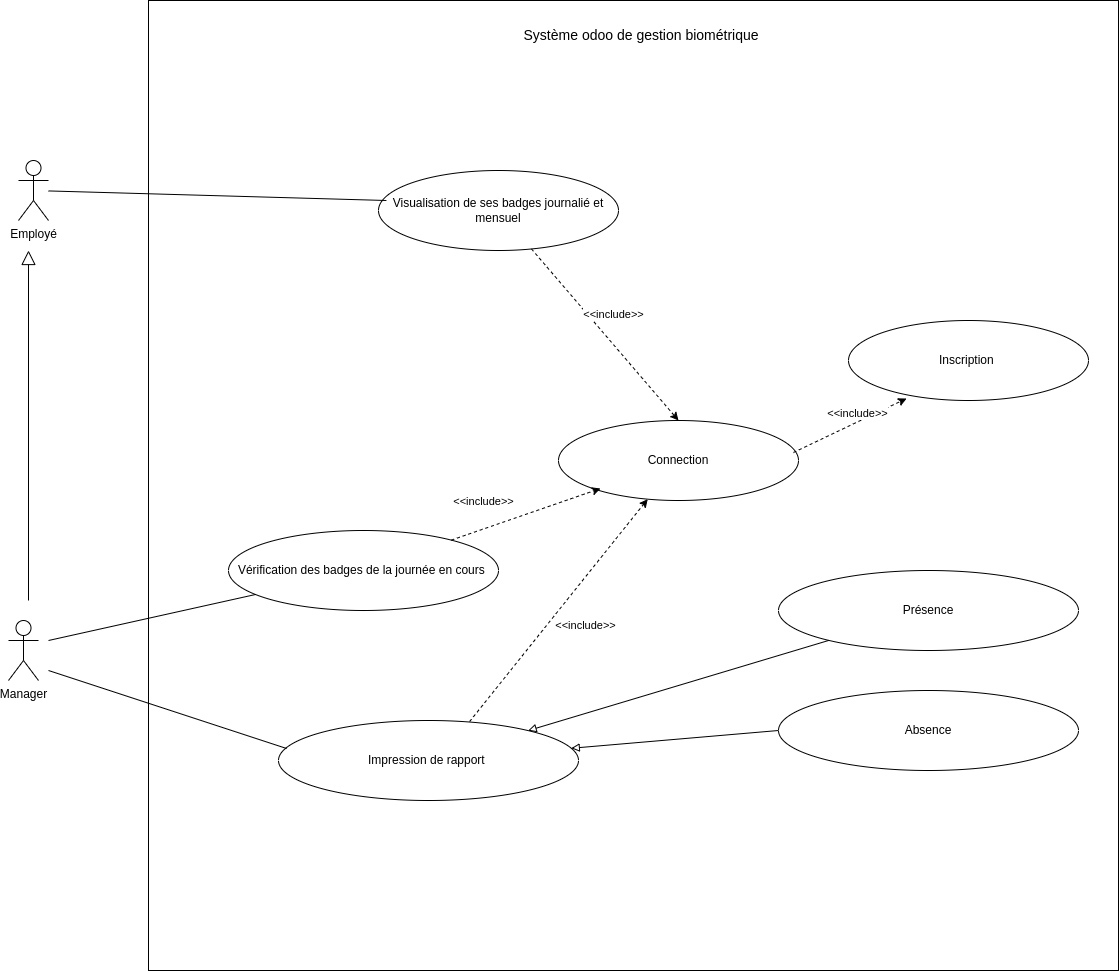 Système odoo de gestion biométrique
Employé
Visualisation de ses badges journalié et
mensuel
<<include>>
Inscription
<<include>>
Connection
<<include>>
Vérification des badges de la journée en cours
<<include>>
Présence
Manager
Absence
Impression de rapport